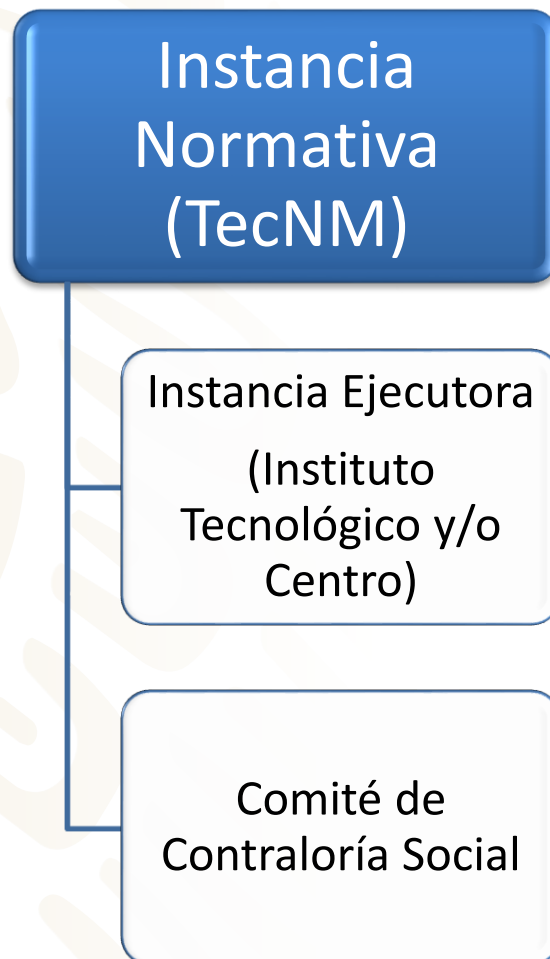 Instancia
Normativa
(TecNM)
Instancia Ejecutora
(Instituto
Tecnológico y/o
Centro)
Comité de
Contraloría Social